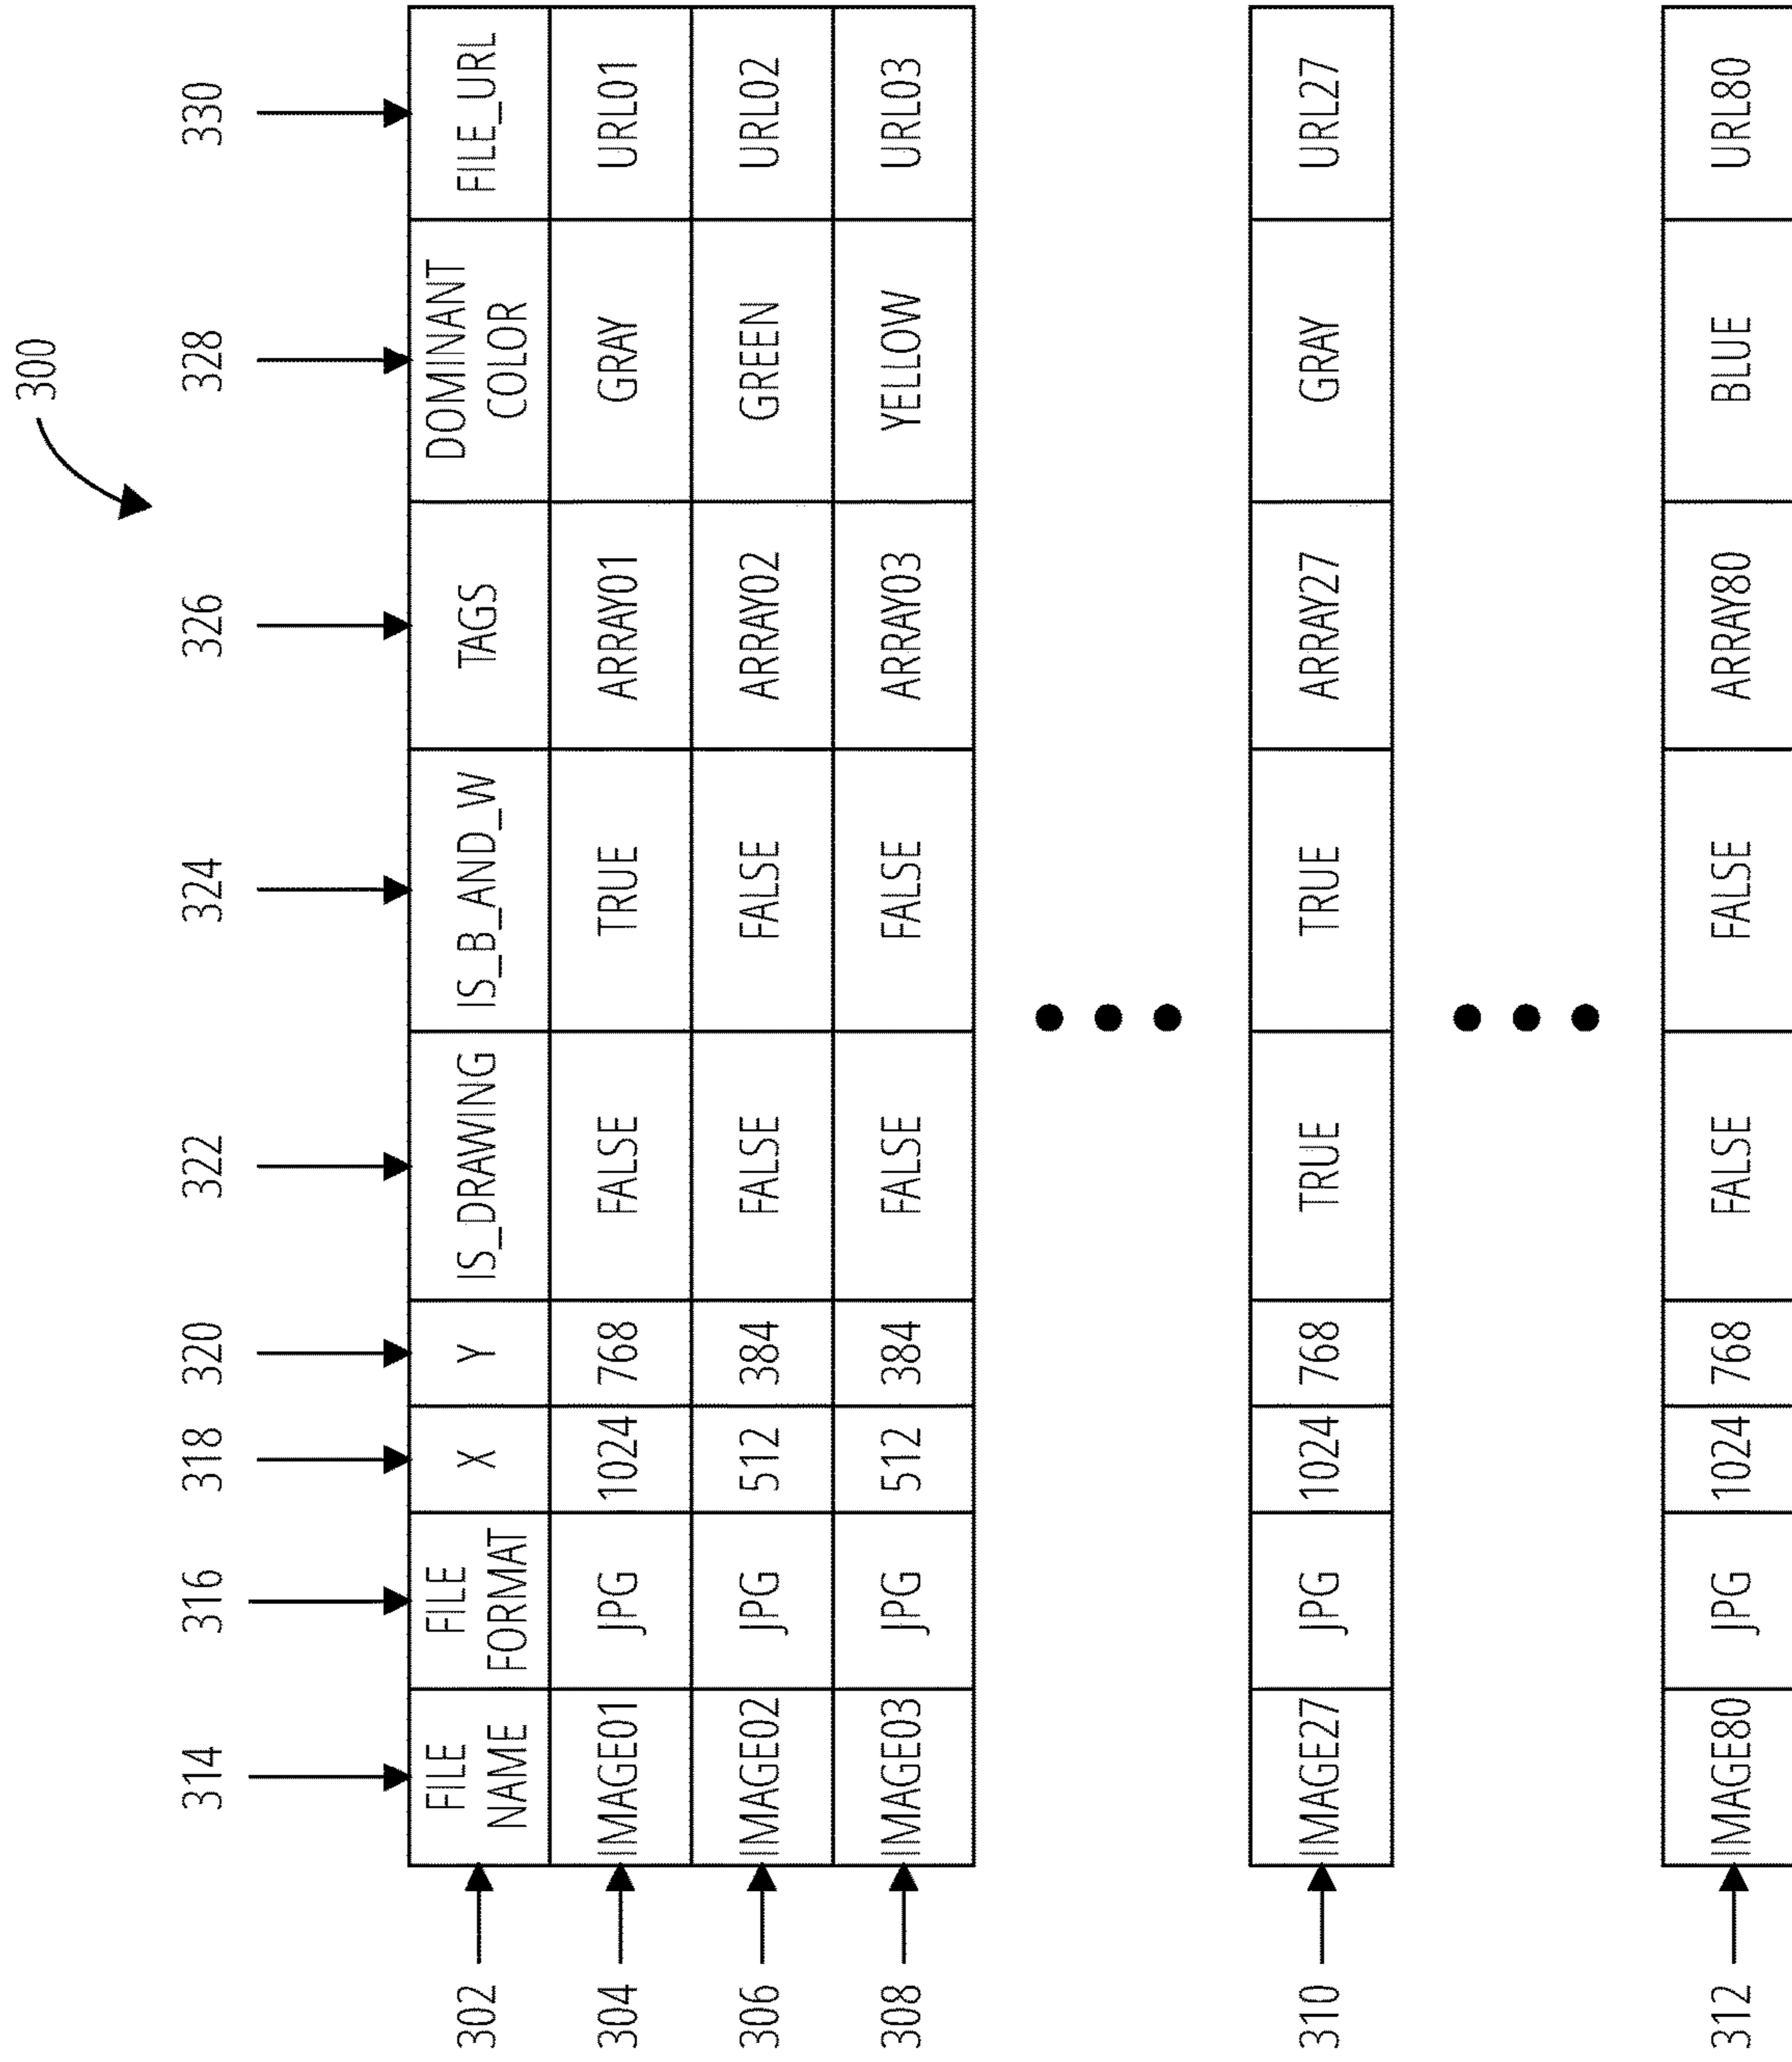 300
314 316 318 320 322 324 326 328 330
302 FILE NAME FILE FORMAT X Y IS_DRAWING IS_B_AND_W TAGS DOMINANT COLOR FILE_URL
304 IMAGE01 JPG 1024 768 FALSE TRUE ARRAY01 GRAY URL01
306 IMAGE02 JPG 512 384 FALSE FALSE ARRAY02 GREEN URL02
308 IMAGE03 JPG 512 384 FALSE FALSE ARRAY03 YELLOW URL03
310 IMAGE27 JPG 1024 768 TRUE TRUE ARRAY27 GRAY URL27
312 IMAGE80 JPG 1024 768 FALSE FALSE ARRAY80 BLUE URL80